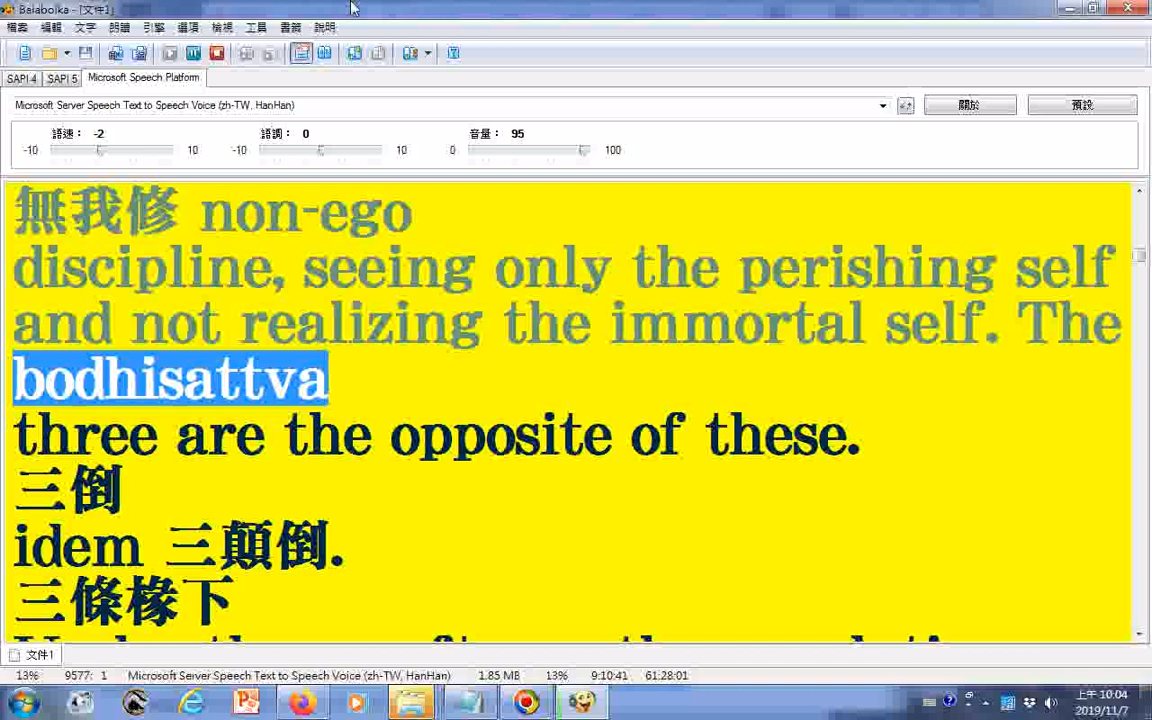 Balabolka - [文件1]
檔案 編輯 文字 朗讀 引擎 選項 檢視 工具 書籤 說明
SAPI 4 SAPI 5 Microsoft Speech Platform
Microsoft Server Speech Text to Speech Voice (zh-TW, HanHan) 關於 預設
語速： -2 語調： 0 音量： 95
-10 10 -10 10 0 100
無我修 non-ego
discipline, seeing only the perishing self
and not realizing the immortal self. The
bodhisattva
three are the opposite of these.
三倒
idem 三顛倒.
三條椽下
文件1
13% 9577: 1 Microsoft Server Speech Text to Speech Voice (zh-TW, HanHan) 1.85 MB 13% 9:10:41 61:28:01
上午 10:04
2019/11/7